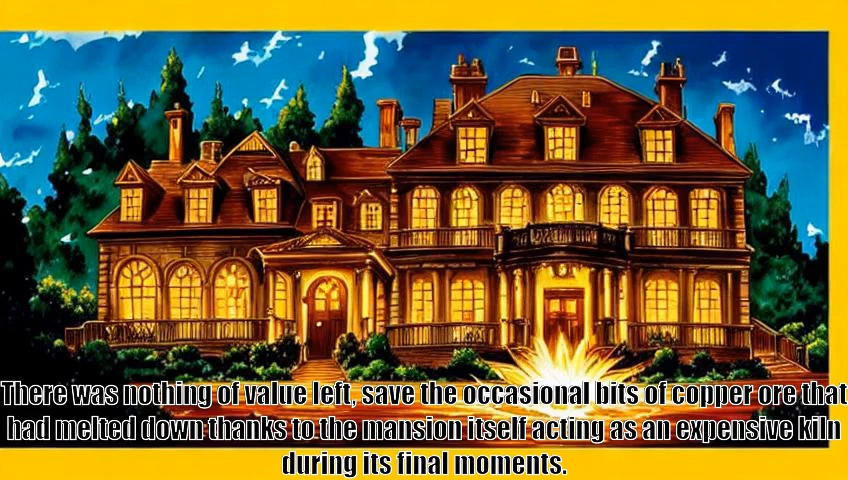 There was nothing of value left, save the occasional bits of copper ore that
had melted down thanks to the mansion itself acting as an expensive kiln
during its final moments.